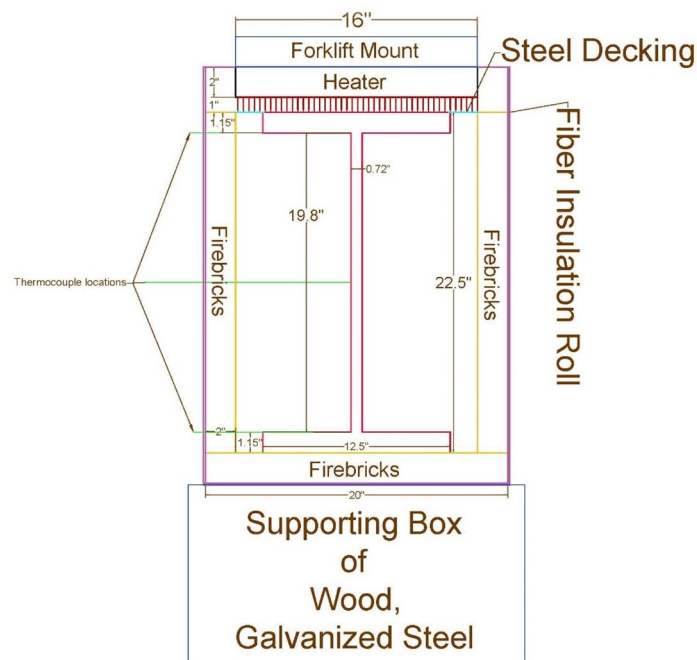 16"
Forklift Mount
Steel Decking
Heater
2"
1"
1.15"
0.72"
19.8"
Firebricks
Firebricks
Fiber Insulation Roll
Thermocouple locations
22.5"
2"
1.15"
12.5"
Firebricks
20"
Supporting Box
of
Wood,
Galvanized Steel